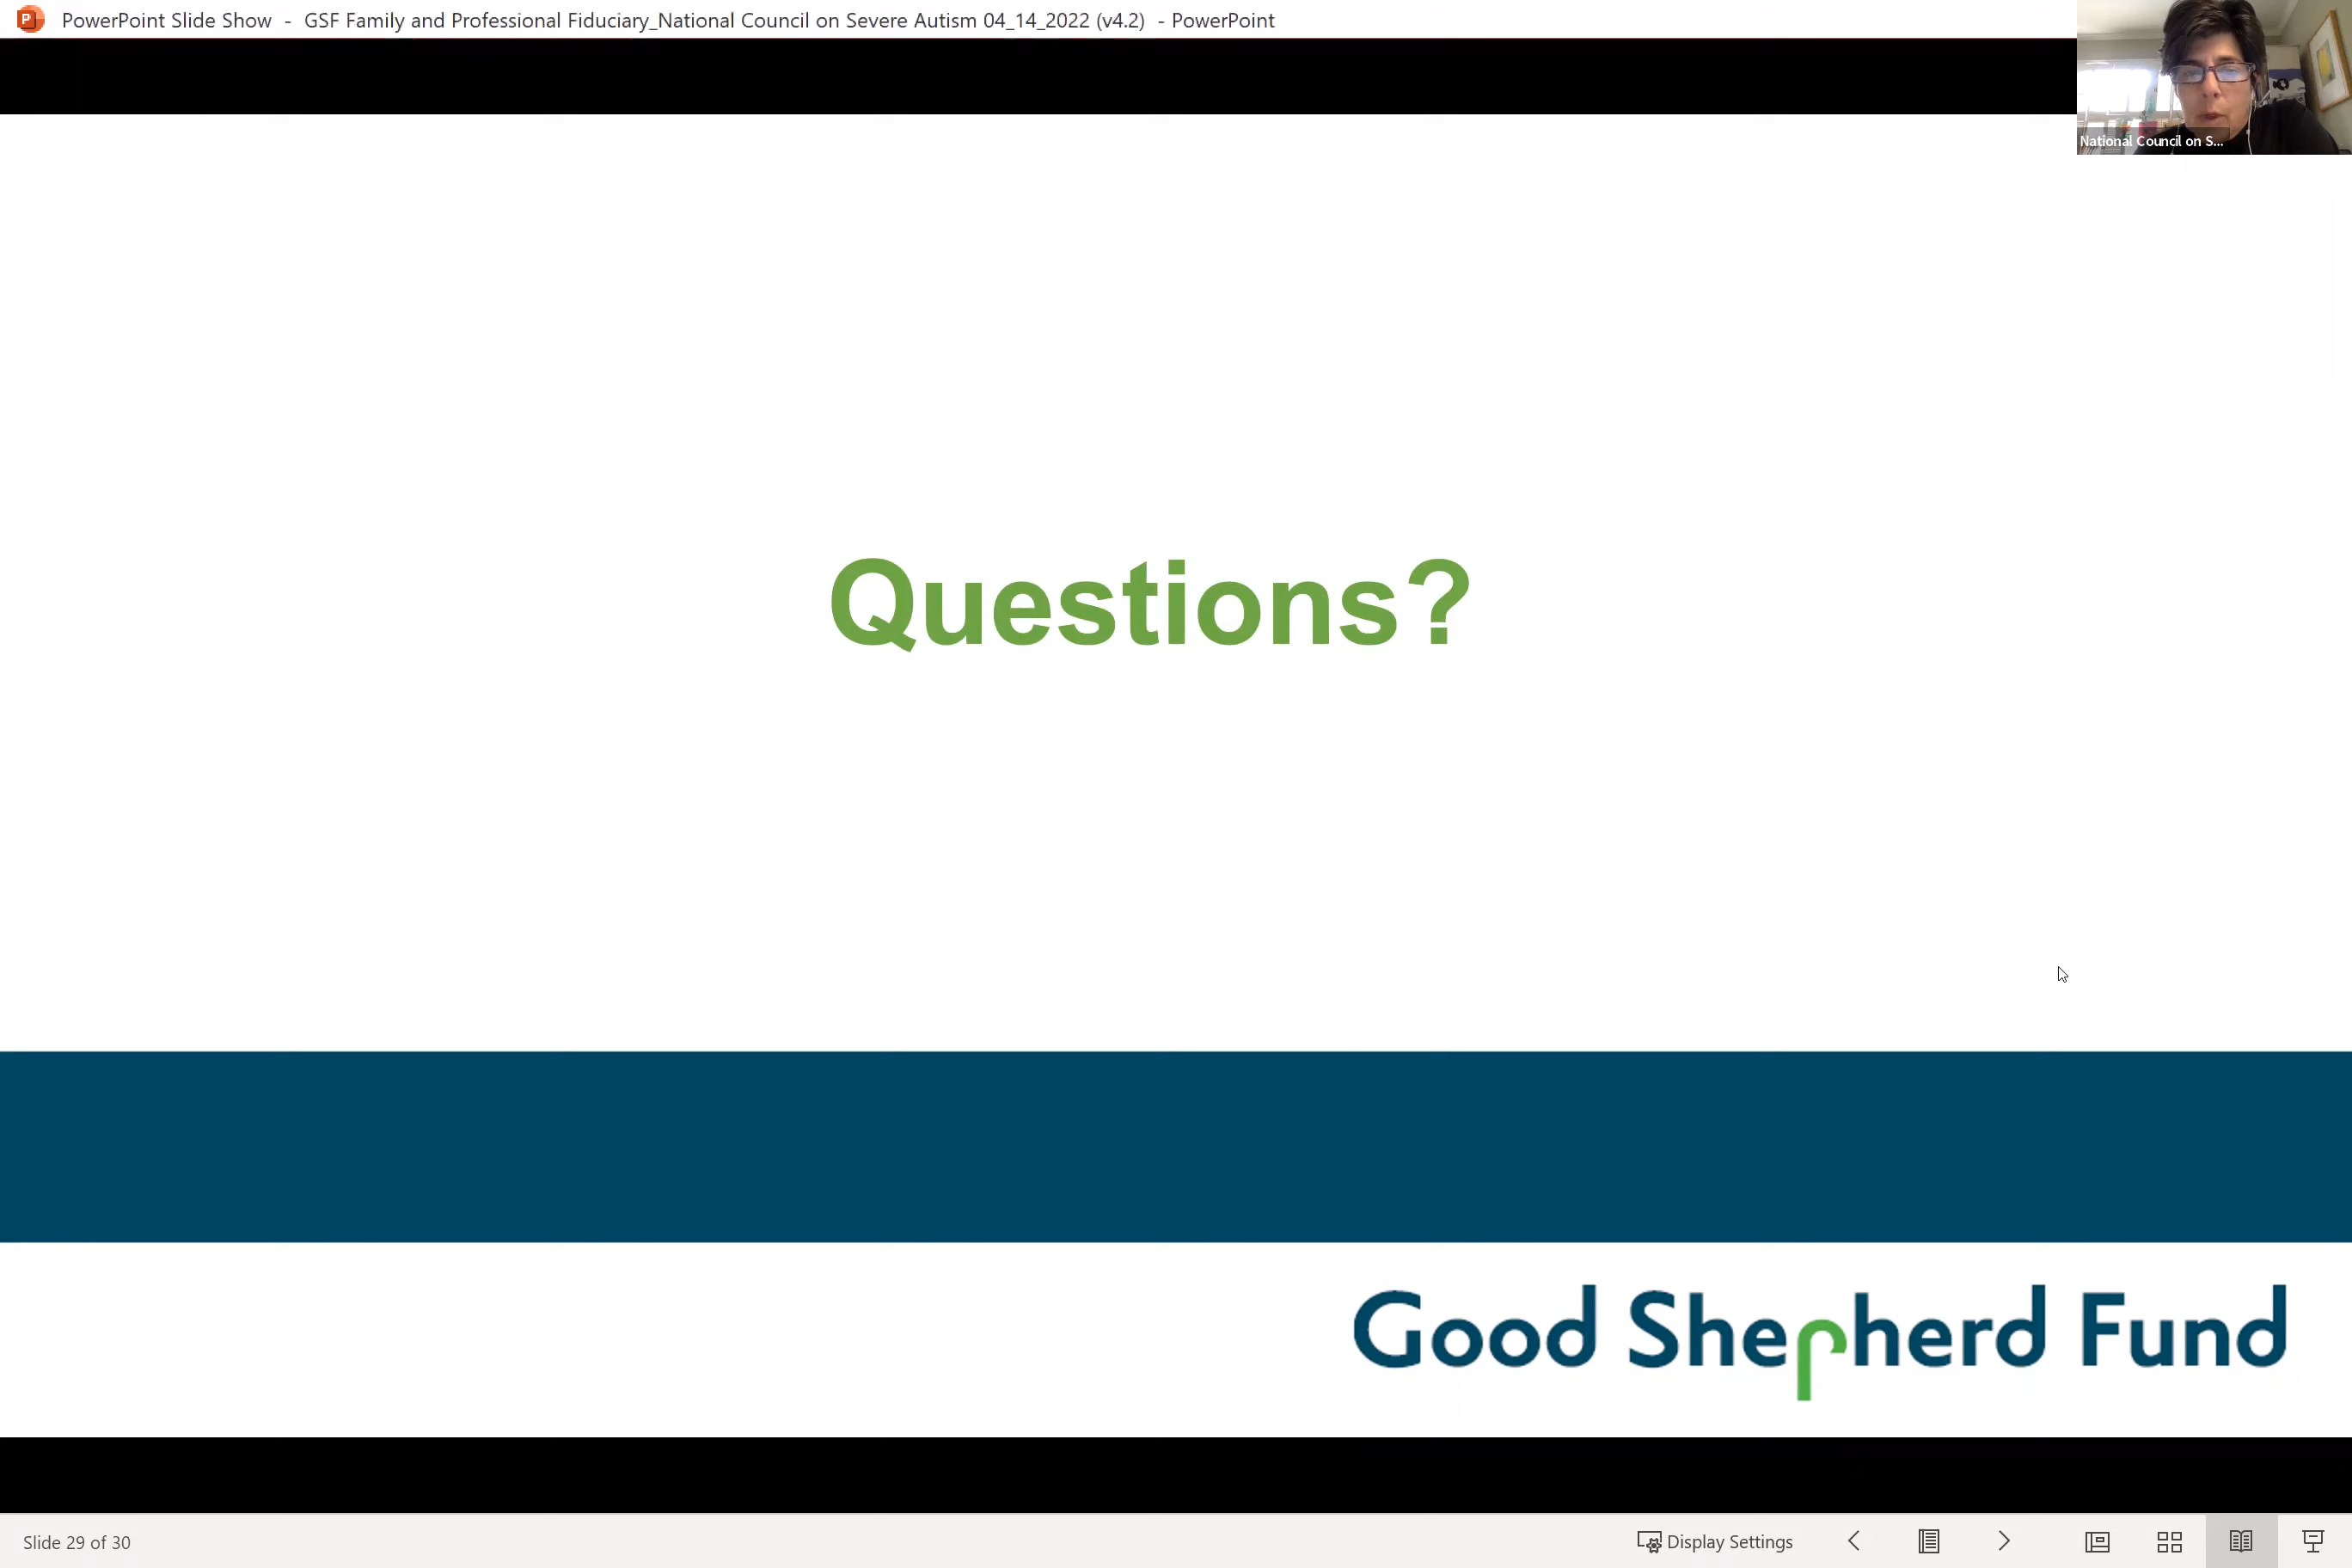 PowerPoint Slide Show - GSF Family and Professional Fiduciary_National Council on Severe Autism 04_14_2022 (v4.2) - PowerPoint
National Council on S...
Questions?
Good Shepherd Fund
Slide 29 of 30
Display Settings